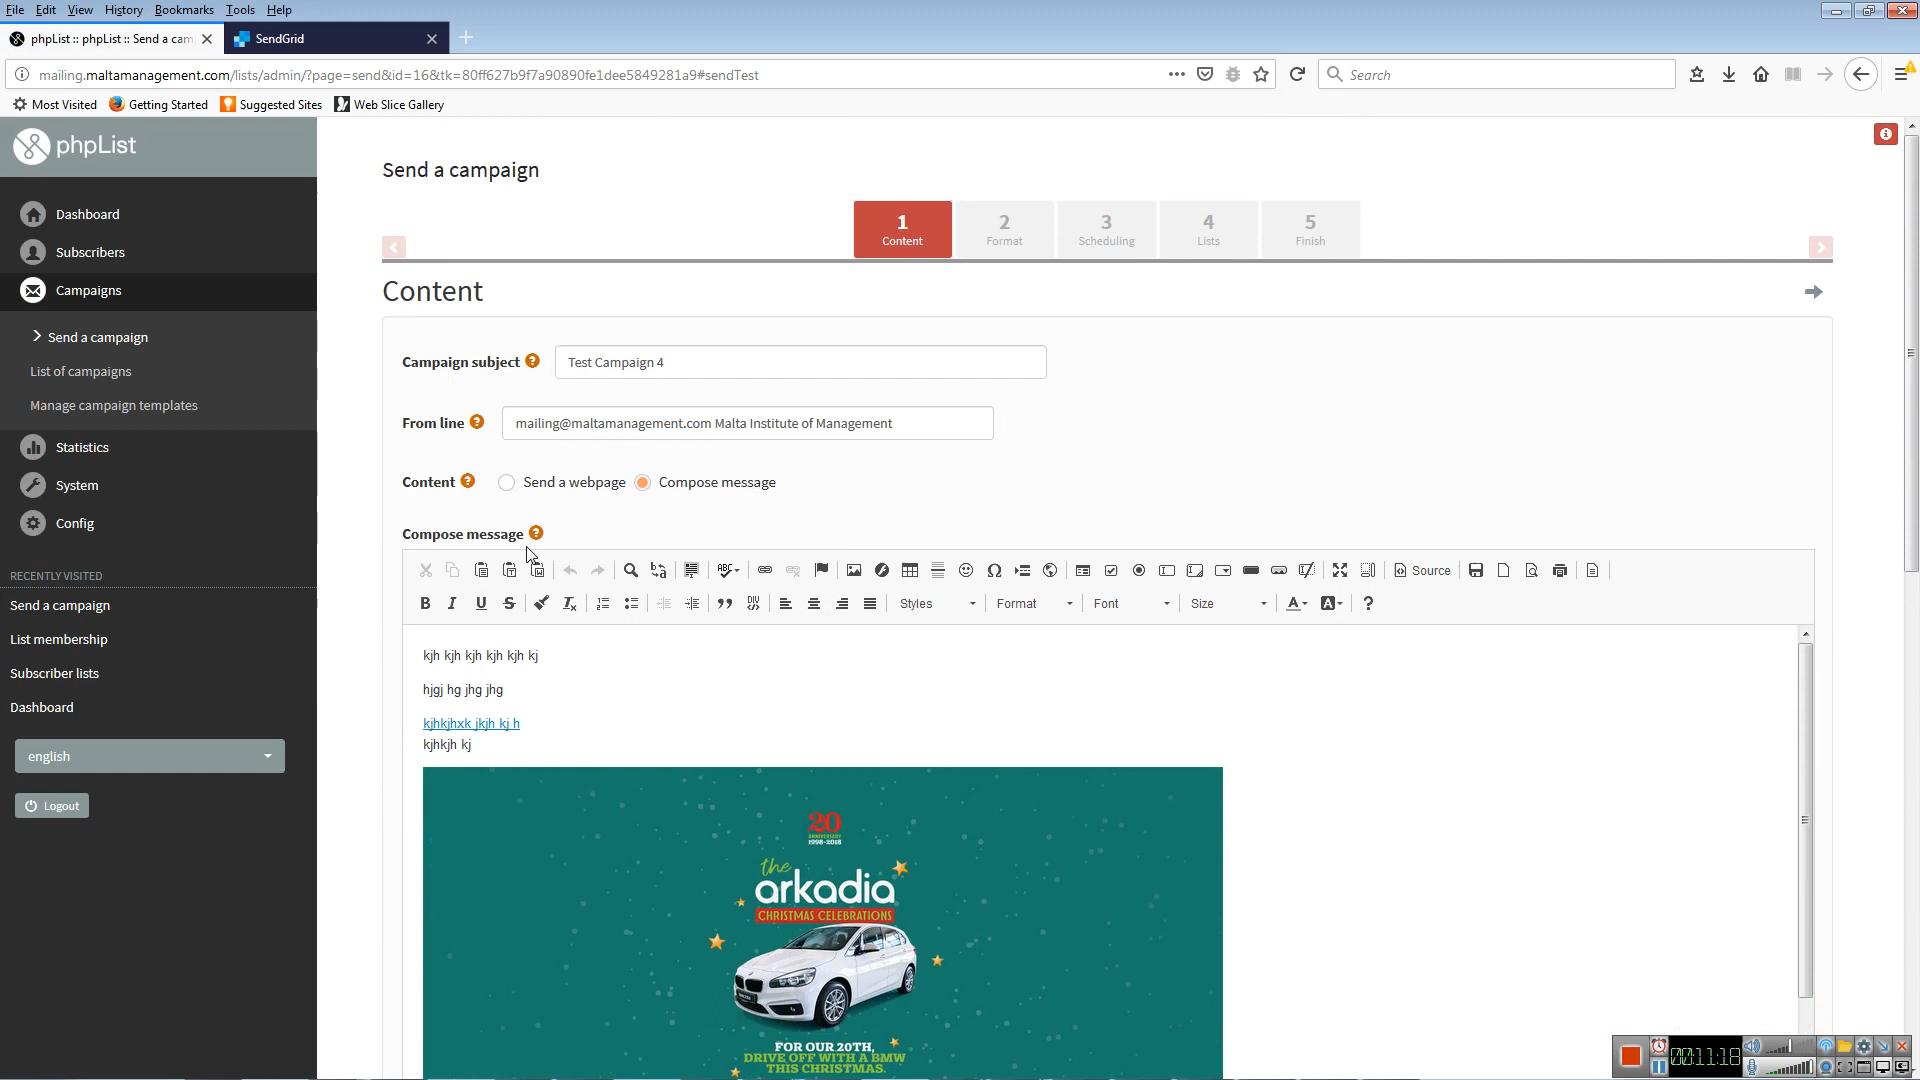 File Edit View History Bookmarks Tools Help
phpList :: phpList :: Send a cam
SendGrid
mailing.maltamanagement.com/lists/admin/?page=send&id=16&tk=80ff627b9f7a90890fe1dee5849281a9#sendTest
Search
Most Visited Getting Started Suggested Sites Web Slice Gallery
phpList
Dashboard
Subscribers
Campaigns
Send a campaign
List of campaigns
Manage campaign templates
Statistics
System
Config
RECENTLY VISITED
Send a campaign
List membership
Subscriber lists
Dashboard
english
Logout
Send a campaign
1 Content
2 Format
3 Scheduling
4 Lists
5 Finish
Content
Campaign subject Test Campaign 4
From line mailing@maltamanagement.com Malta Institute of Management
Content Send a webpage Compose message
Compose message
Source
Styles Format Font Size
kjh kjh kjh kjh kjh kj
hjgj hg jhg jhg
kjhkjhxk jkjh kj h
kjhkjh kj
20
ANNIVERSARY
1998-2018
the
arkadia
CHRISTMAS CELEBRATIONS
FOR OUR 20TH,
DRIVE OFF WITH A BMW
THIS CHRISTMAS.
00:11:18